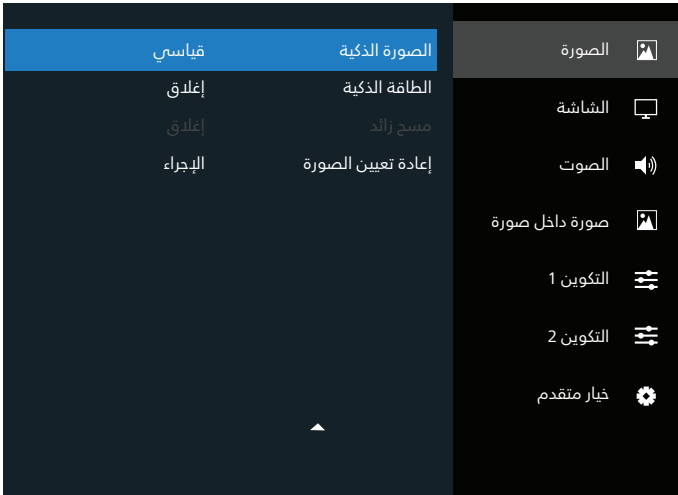 الصورة
الشاشة
الصوت
صورة داخل صورة
التكوين 1
التكوين 2
خيار متقدم
الصورة الذكية قياسي
الطاقة الذكية إغلاق
مسح زائد إغلاق
إعادة تعيين الصورة الإجراء